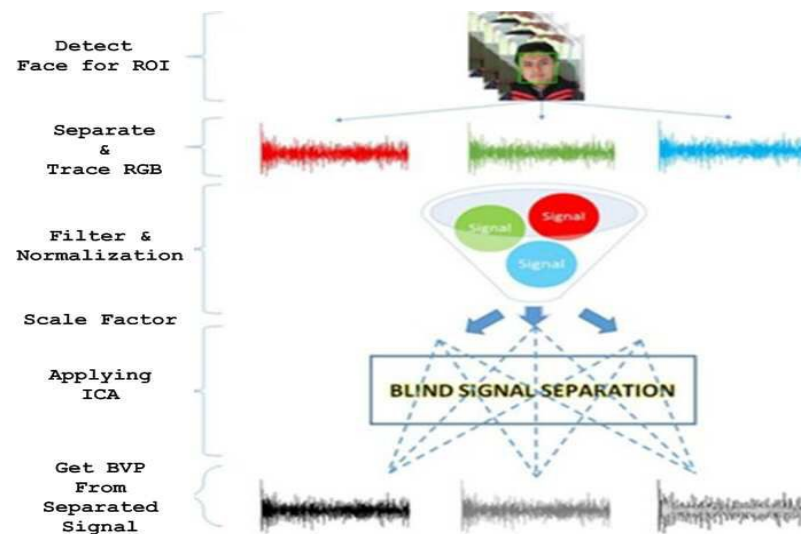 Detect
Face for ROI
Separate
&
Trace RGB
Filter &
Normalization
Signal
Signal
Signal
Scale Factor
Applying
ICA
BLIND SIGNAL SEPARATION
Get BVP
From
Separated
Signal